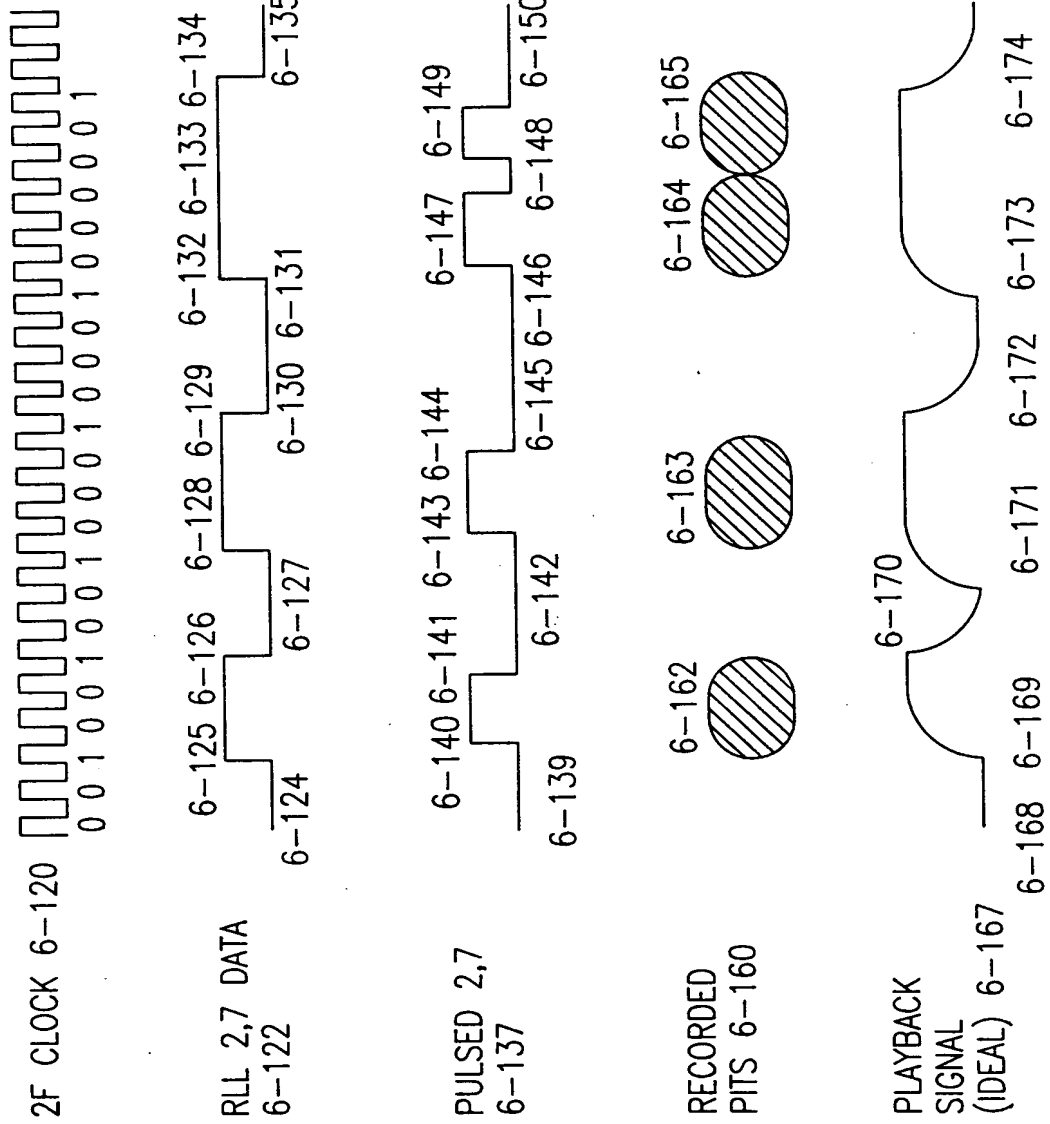 2F CLOCK 6-120
0 0 1 0 0 1 0 0 1 0 0 0 1 0 0 0 1 0 0 0 0 0 1
6-125 6-126 6-128 6-129 6-132 6-133 6-134
RLL 2,7 DATA
6-122
6-124 6-127 6-130 6-131 6-135
6-140 6-141 6-143 6-144 6-147 6-149
PULSED 2,7
6-137
6-139 6-142 6-145 6-146 6-148 6-150
6-162 6-163 6-164 6-165
RECORDED
PITS 6-160
6-170
PLAYBACK
SIGNAL
(IDEAL) 6-167
6-168 6-169 6-171 6-172 6-173 6-174